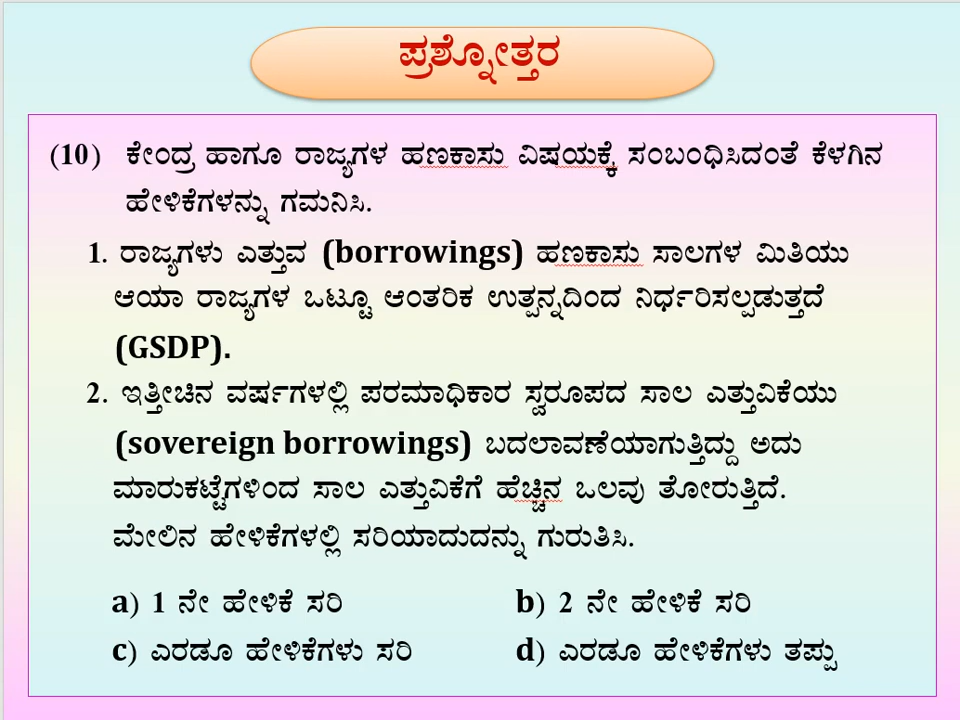 ಪ್ರಶ್ನೋತ್ತರ
(10) ಕೇಂದ್ರ ಹಾಗೂ ರಾಜ್ಯಗಳ ಹಣಕಾಸು ವಿಷಯಕ್ಕೆ ಸಂಬಂಧಿಸಿದಂತೆ ಕೆಳಗಿನ
ಹೇಳಿಕೆಗಳನ್ನು ಗಮನಿಸಿ.
1. ರಾಜ್ಯಗಳು ಎತ್ತುವ (borrowings) ಹಣಕಾಸು ಸಾಲಗಳ ಮಿತಿಯು
ಆಯಾ ರಾಜ್ಯಗಳ ಒಟ್ಟೂ ಆಂತರಿಕ ಉತ್ಪನ್ನದಿಂದ ನಿರ್ಧರಿಸಲ್ಪಡುತ್ತದೆ
(GSDP).
2. ಇತ್ತೀಚಿನ ವರ್ಷಗಳಲ್ಲಿ ಪರಮಾಧಿಕಾರ ಸ್ವರೂಪದ ಸಾಲ ಎತ್ತುವಿಕೆಯು
(sovereign borrowings) ಬದಲಾವಣೆಯಾಗುತ್ತಿದ್ದು ಅದು
ಮಾರುಕಟ್ಟೆಗಳಿಂದ ಸಾಲ ಎತ್ತುವಿಕೆಗೆ ಹೆಚ್ಚಿನ ಒಲವು ತೋರುತ್ತಿದೆ.
ಮೇಲಿನ ಹೇಳಿಕೆಗಳಲ್ಲಿ ಸರಿಯಾದುದನ್ನು ಗುರುತಿಸಿ.
a) 1 ನೇ ಹೇಳಿಕೆ ಸರಿ b) 2 ನೇ ಹೇಳಿಕೆ ಸರಿ
c) ಎರಡೂ ಹೇಳಿಕೆಗಳು ಸರಿ d) ಎರಡೂ ಹೇಳಿಕೆಗಳು ತಪ್ಪು